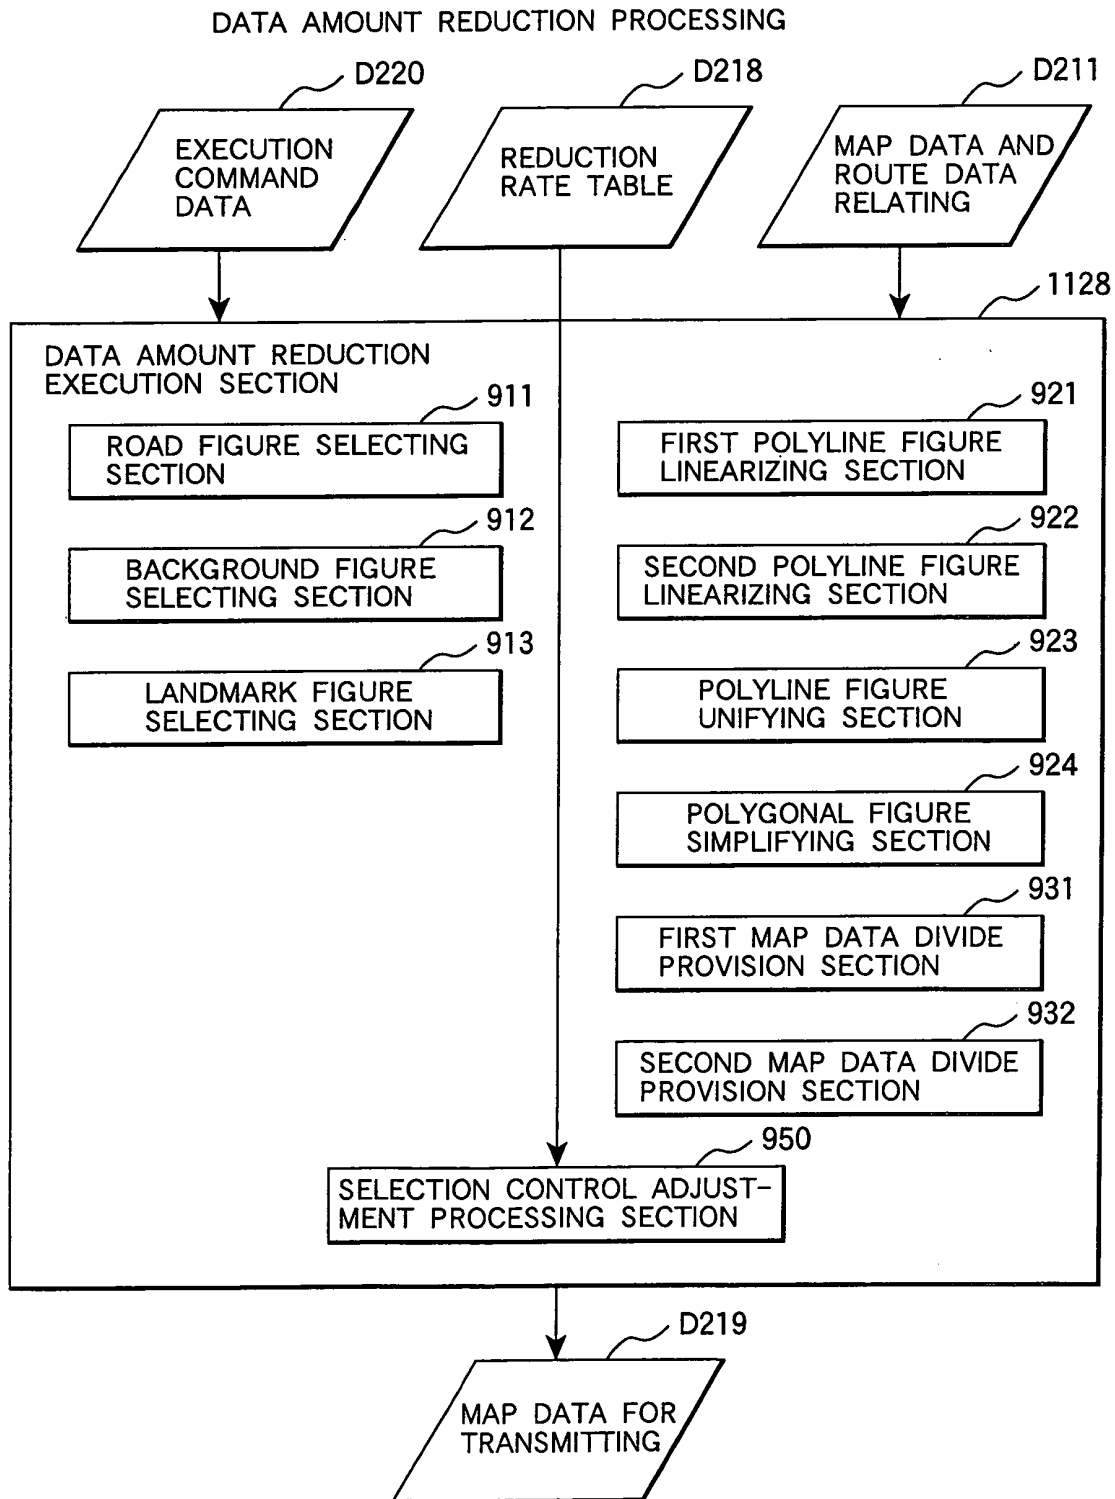 DATA AMOUNT REDUCTION PROCESSING
D220
D218
D211
EXECUTION
COMMAND
DATA
REDUCTION
RATE TABLE
MAP DATA AND
ROUTE DATA
RELATING
1128
DATA AMOUNT REDUCTION
EXECUTION SECTION
911
ROAD FIGURE SELECTING
SECTION
912
BACKGROUND FIGURE
SELECTING SECTION
913
LANDMARK FIGURE
SELECTING SECTION
921
FIRST POLYLINE FIGURE
LINEARIZING SECTION
922
SECOND POLYLINE FIGURE
LINEARIZING SECTION
923
POLYLINE FIGURE
UNIFYING SECTION
924
POLYGONAL FIGURE
SIMPLIFYING SECTION
931
FIRST MAP DATA DIVIDE
PROVISION SECTION
932
SECOND MAP DATA DIVIDE
PROVISION SECTION
950
SELECTION CONTROL ADJUST-
MENT PROCESSING SECTION
D219
MAP DATA FOR
TRANSMITTING